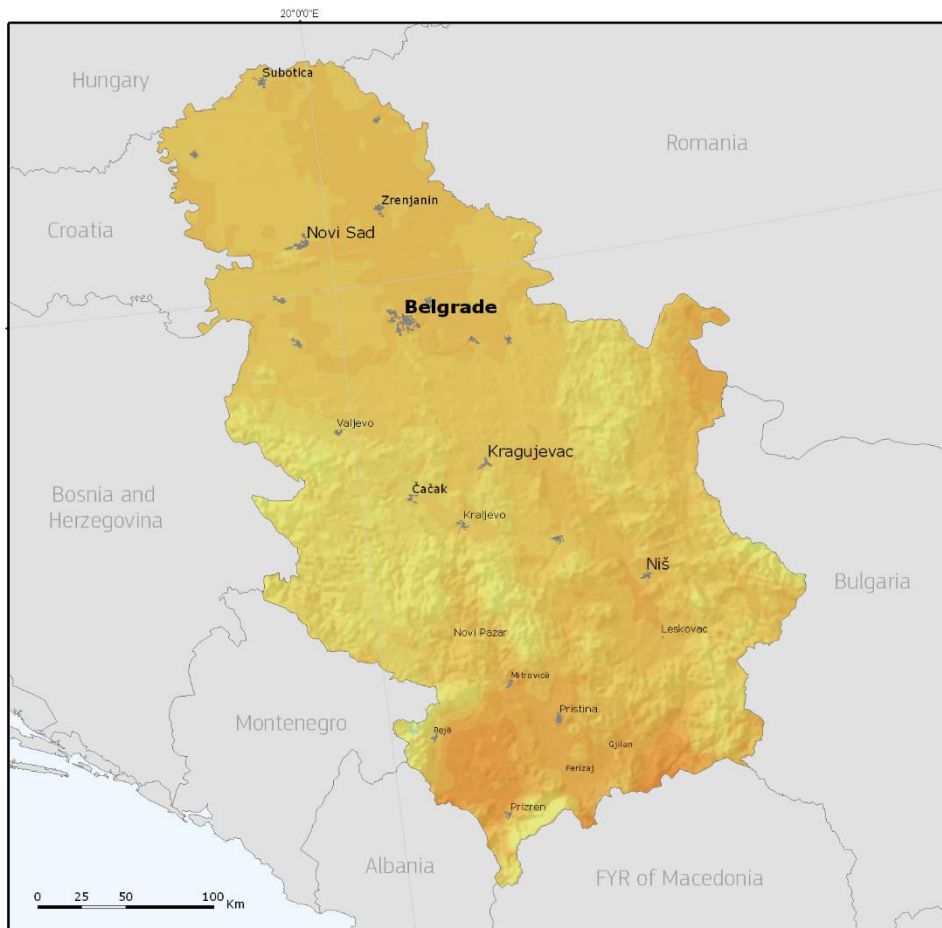 20°0'0"E
Subotica
Hungary
Romania
Zrenjanin
Croatia
Novi Sad
Belgrade
Valjevo
Kragujevac
Čačak
Bosnia and
Herzegovina
Kraljevo
Niš
Bulgaria
Novi Pazar
Leskovac
Mitrovicë
Montenegro
Pristina
Pejë
Gjilan
Ferizaj
Prizren
Albania
FYR of Macedonia
0 25 50 100
Km